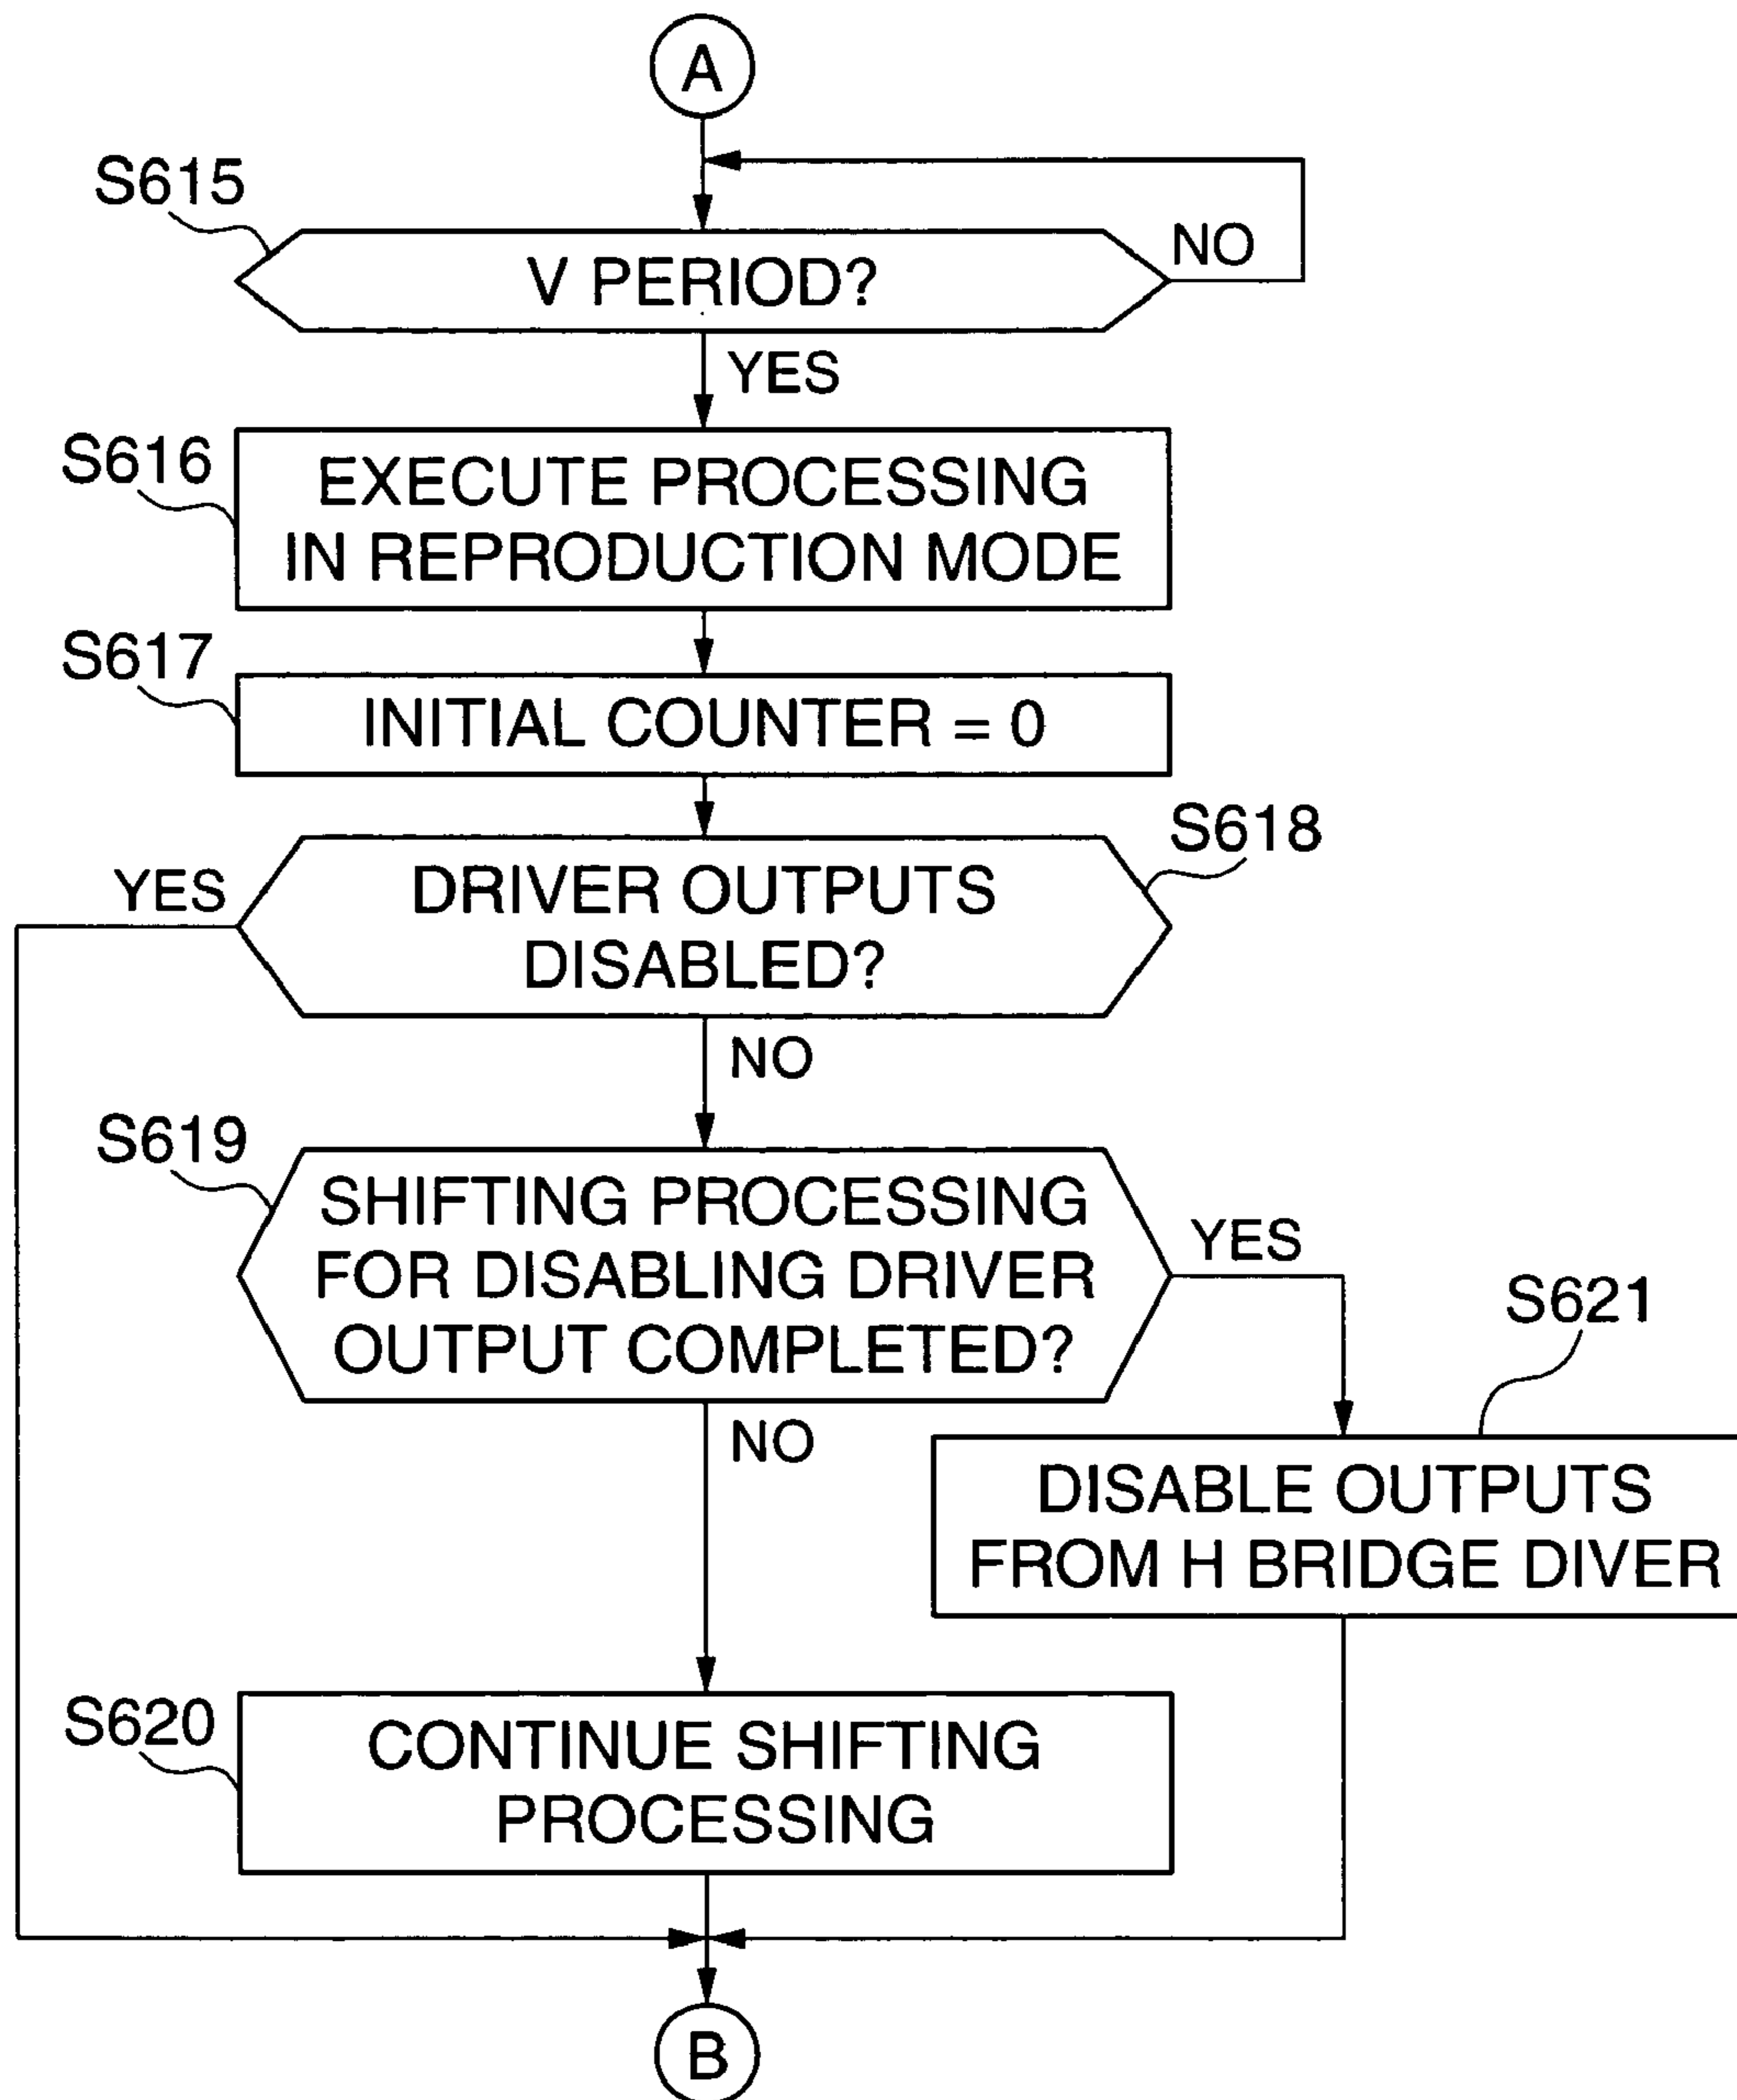 A
S615
V PERIOD?
NO
YES
S616
EXECUTE PROCESSING
IN REPRODUCTION MODE
S617
INITIAL COUNTER = 0
S618
YES
DRIVER OUTPUTS
DISABLED?
NO
S619
SHIFTING PROCESSING
FOR DISABLING DRIVER
OUTPUT COMPLETED?
YES
S621
NO
DISABLE OUTPUTS
FROM H BRIDGE DIVER
S620
CONTINUE SHIFTING
PROCESSING
B